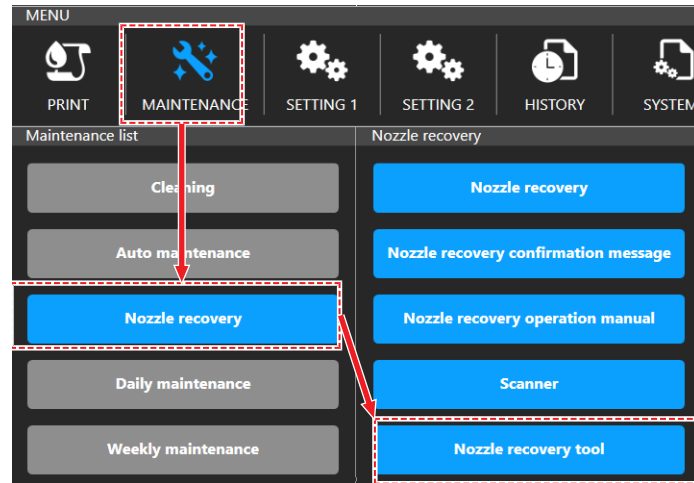 MENU
PRINT
MAINTENANCE
SETTING 1
SETTING 2
HISTORY
SYSTEM
Maintenance list
Nozzle recovery
Cleaning
Nozzle recovery
Auto maintenance
Nozzle recovery confirmation message
Nozzle recovery
Nozzle recovery operation manual
Daily maintenance
Scanner
Weekly maintenance
Nozzle recovery tool